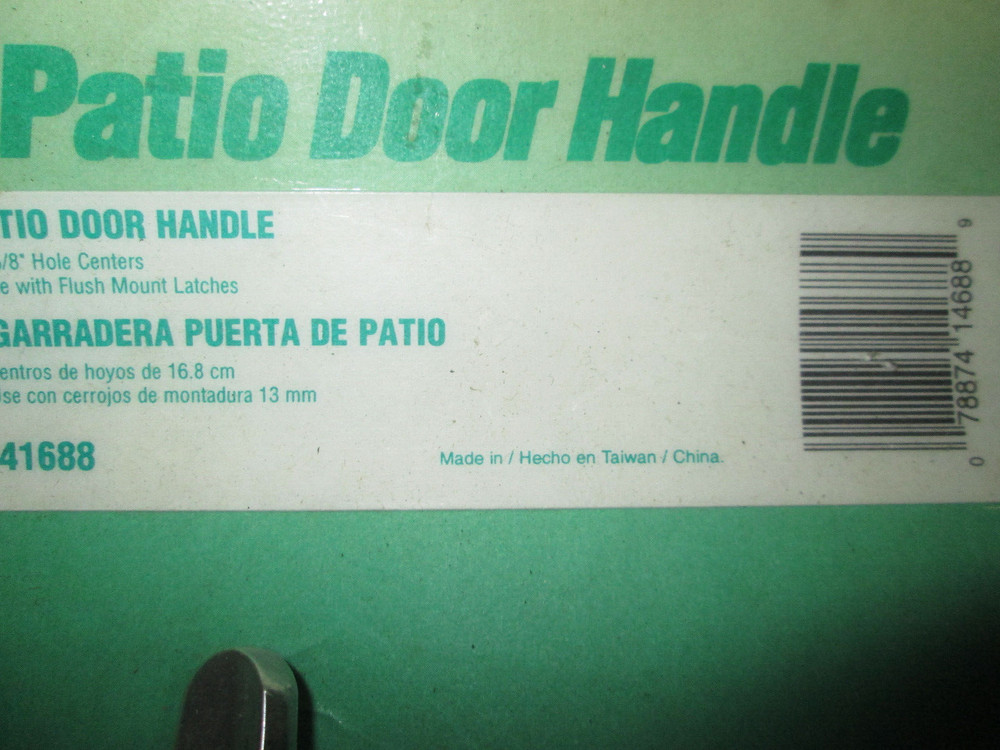 Patio Door Handle
TIO DOOR HANDLE
/8" Hole Centers
e with Flush Mount Latches
GARRADERA PUERTA DE PATIO
entros de hoyos de 16.8 cm
se con cerrojos de montadura 13 mm
41688
Made in / Hecho en Taiwan / China.
0 78874 14688 9